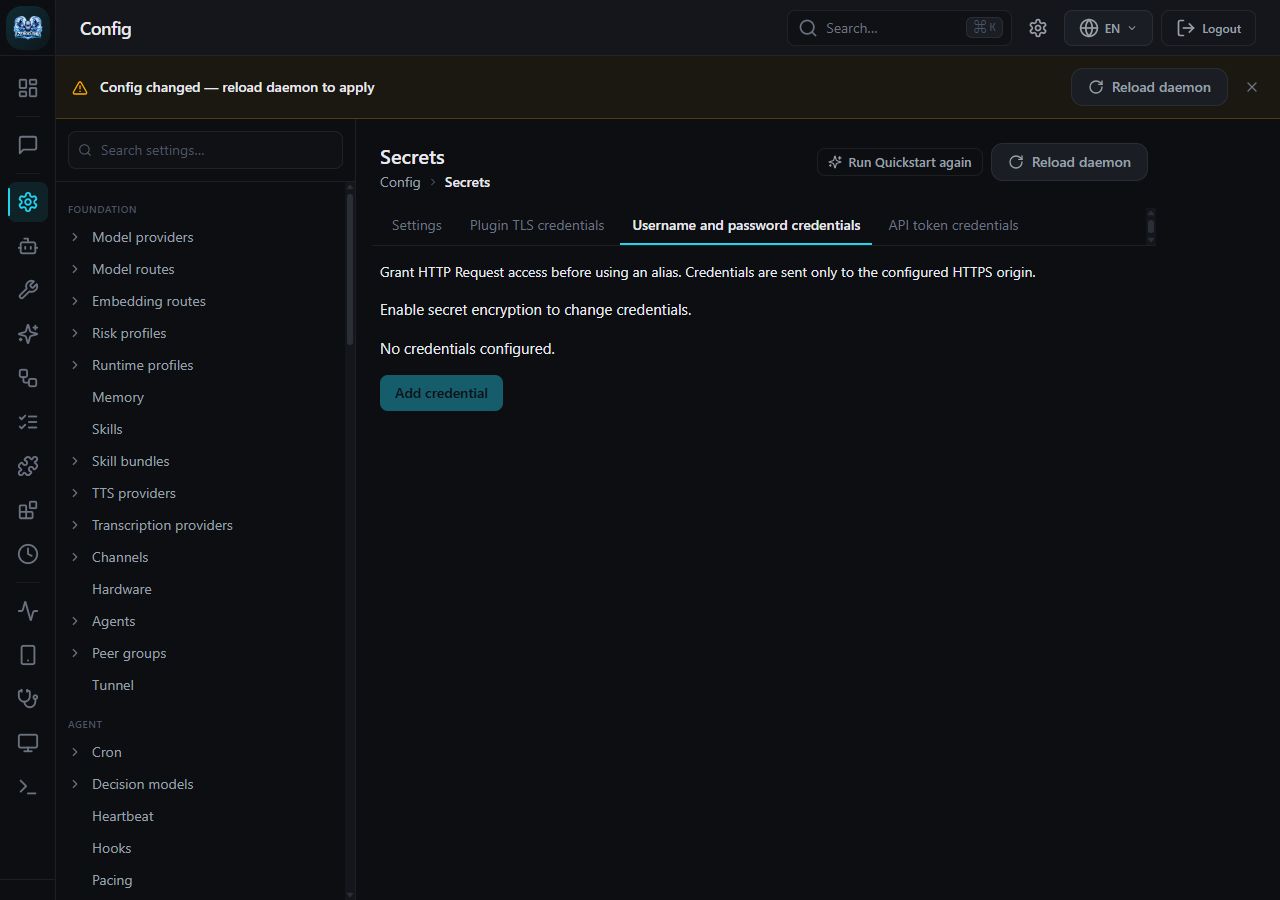 Config
Search...
⌘K
EN
Logout
Config changed — reload daemon to apply
Reload daemon
Search settings...
FOUNDATION
Model providers
Model routes
Embedding routes
Risk profiles
Runtime profiles
Memory
Skills
Skill bundles
TTS providers
Transcription providers
Channels
Hardware
Agents
Peer groups
Tunnel
AGENT
Cron
Decision models
Heartbeat
Hooks
Pacing
Secrets
Config > Secrets
Run Quickstart again
Reload daemon
Settings
Plugin TLS credentials
Username and password credentials
API token credentials
Grant HTTP Request access before using an alias. Credentials are sent only to the configured HTTPS origin.
Enable secret encryption to change credentials.
No credentials configured.
Add credential